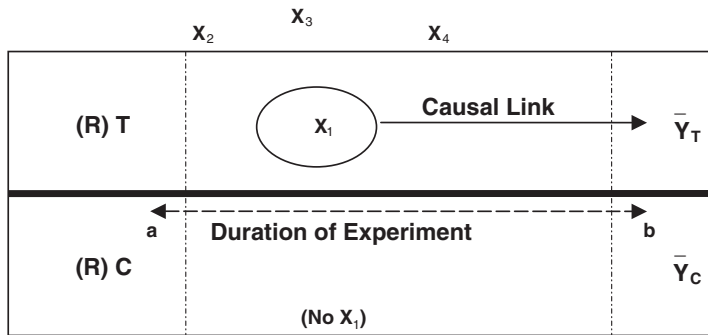 X₂ X₃ X₄
(R) T X₁ Causal Link Ȳ_T
a Duration of Experiment b
(R) C Ȳ_C
(No X₁)